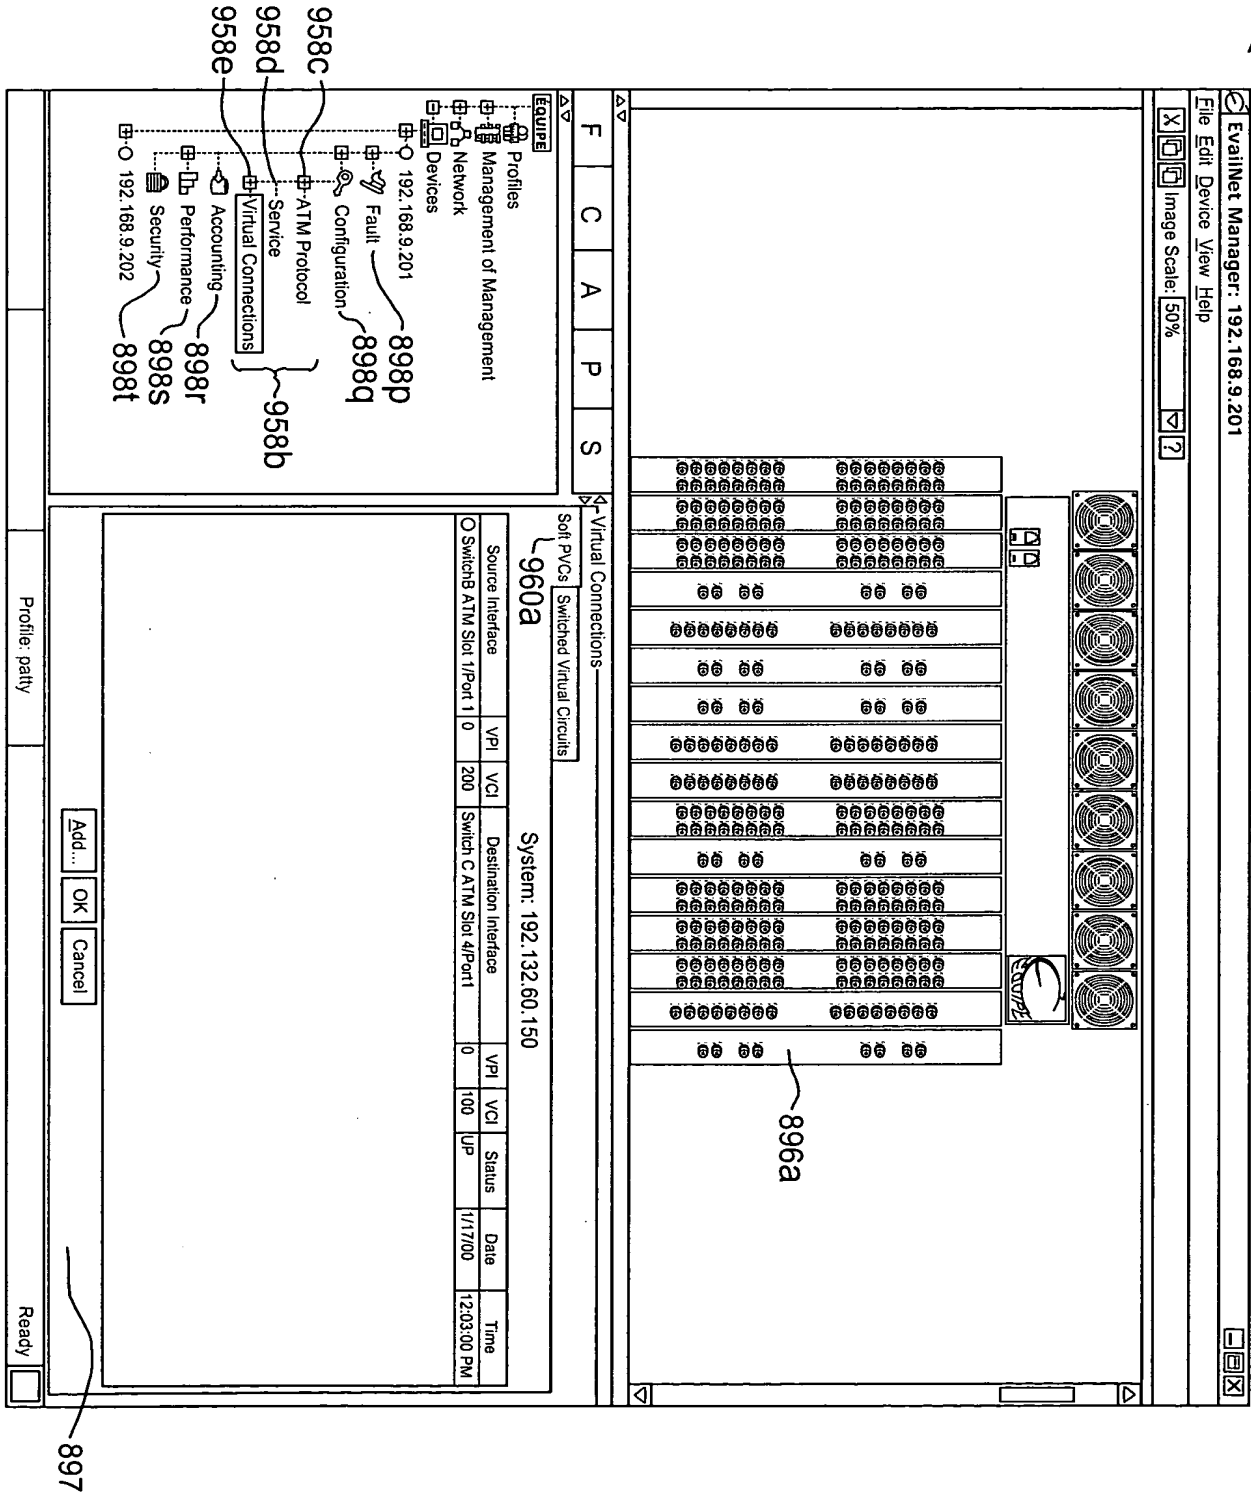 EvailNet Manager: 192.168.9.201
File Edit Device View Help
X Image Scale: 50% ?
EQUIPE
896a
F C A P S
EQUIPE
Profiles
Management of Management
Network
Devices
192.168.9.201
Fault
Configuration
ATM Protocol
Service
Virtual Connections
Accounting
Performance
Security
192.168.9.202
958c
958d
958e
898p
898q
958b
898r
898s
898t
Virtual Connections
Soft PVCs Switched Virtual Circuits
960a
System: 192.132.60.150
Source Interface VPI VCI Destination Interface VPI VCI Status Date Time
SwitchB ATM Slot 1/Port 1 0 200 Switch C ATM Slot 4/Port1 0 100 UP 1/17/00 12:03:00 PM
Add... OK Cancel
897
Profile: patty Ready